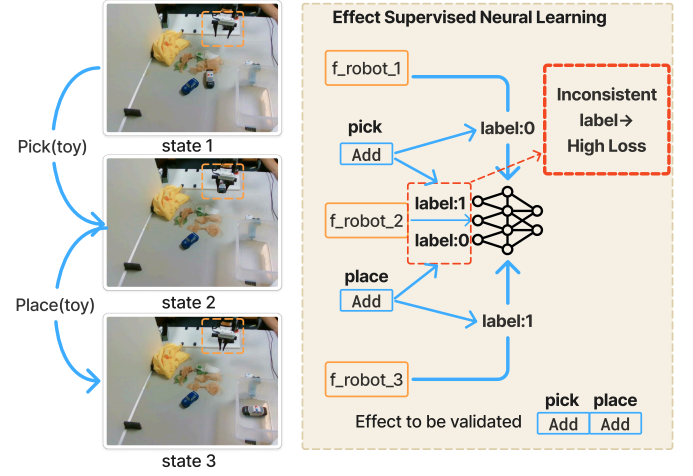 Pick(toy)
Place(toy)
state 1
state 2
state 3
Effect Supervised Neural Learning
f_robot_1
pick
Add
label:0
Inconsistent
label→
High Loss
f_robot_2
label:1
label:0
place
Add
label:1
f_robot_3
Effect to be validated
pick place
Add Add